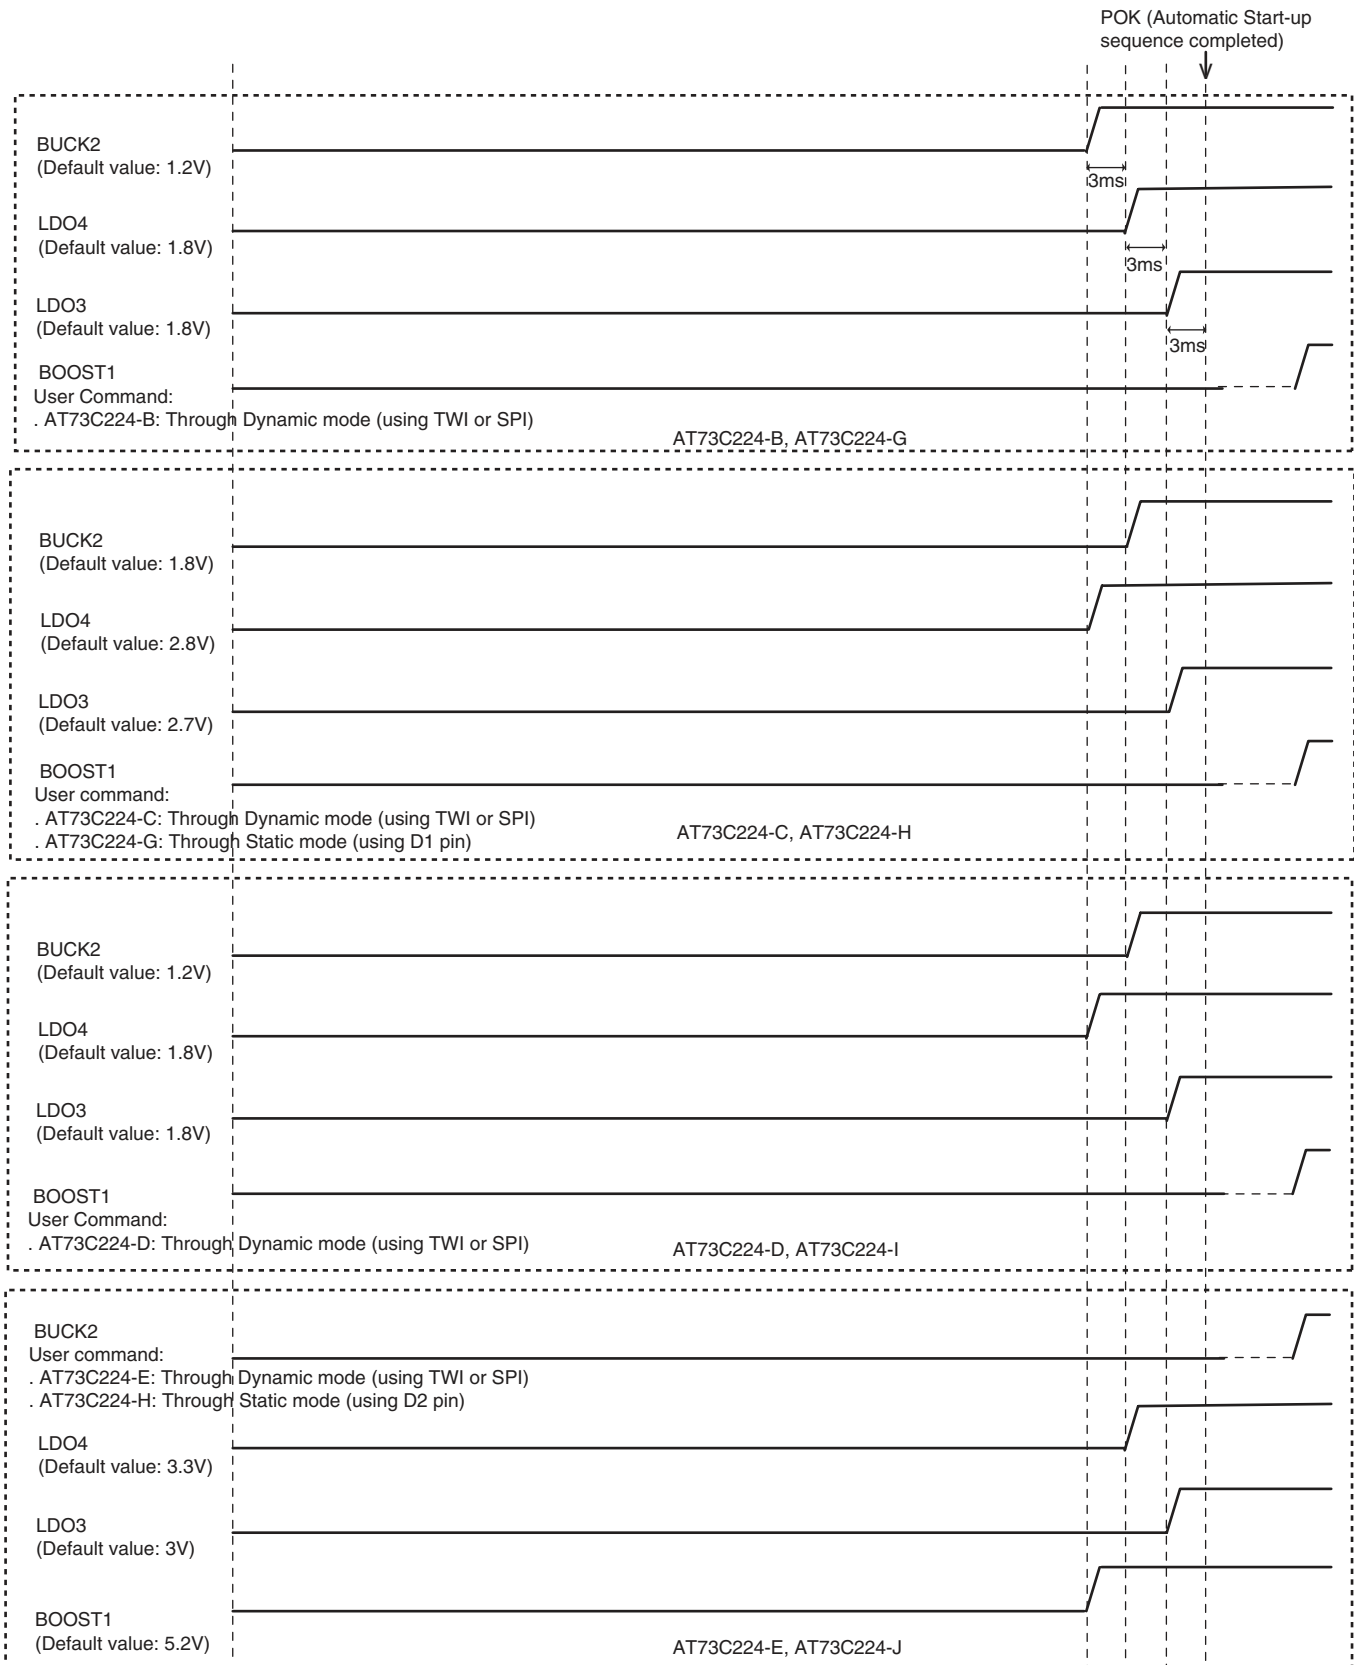 POK (Automatic Start-up
sequence completed)
BUCK2
(Default value: 1.2V)
3ms
LDO4
(Default value: 1.8V)
3ms
LDO3
(Default value: 1.8V)
3ms
BOOST1
User Command:
. AT73C224-B: Through Dynamic mode (using TWI or SPI)
AT73C224-B, AT73C224-G
BUCK2
(Default value: 1.8V)
LDO4
(Default value: 2.8V)
LDO3
(Default value: 2.7V)
BOOST1
User command:
. AT73C224-C: Through Dynamic mode (using TWI or SPI)
. AT73C224-G: Through Static mode (using D1 pin)
AT73C224-C, AT73C224-H
BUCK2
(Default value: 1.2V)
LDO4
(Default value: 1.8V)
LDO3
(Default value: 1.8V)
BOOST1
User Command:
. AT73C224-D: Through Dynamic mode (using TWI or SPI)
AT73C224-D, AT73C224-I
BUCK2
User command:
. AT73C224-E: Through Dynamic mode (using TWI or SPI)
. AT73C224-H: Through Static mode (using D2 pin)
LDO4
(Default value: 3.3V)
LDO3
(Default value: 3V)
BOOST1
(Default value: 5.2V)
AT73C224-E, AT73C224-J